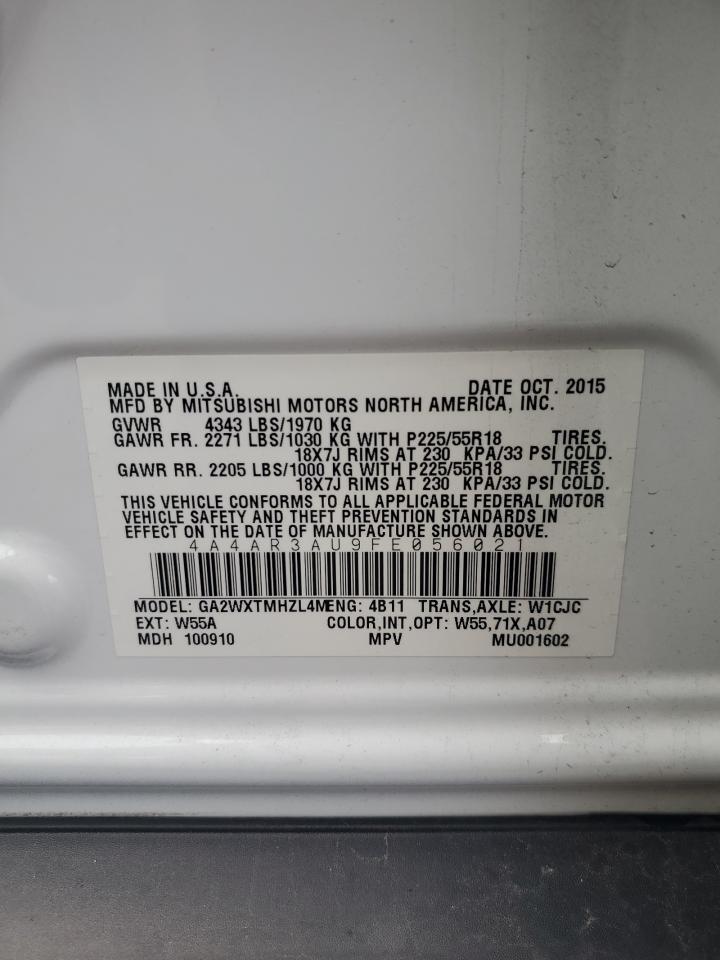 MADE IN U.S.A. DATE OCT. 2015
MFD BY MITSUBISHI MOTORS NORTH AMERICA, INC.
GVWR 4343 LBS/1970 KG
GAWR FR. 2271 LBS/1030 KG WITH P225/55R18 TIRES.
18X7J RIMS AT 230 KPA/33 PSI COLD.
GAWR RR. 2205 LBS/1000 KG WITH P225/55R18 TIRES.
18X7J RIMS AT 230 KPA/33 PSI COLD.
THIS VEHICLE CONFORMS TO ALL APPLICABLE FEDERAL MOTOR
VEHICLE SAFETY AND THEFT PREVENTION STANDARDS IN
EFFECT ON THE DATE OF MANUFACTURE SHOWN ABOVE.
4A4AR3AU9FE056021
MODEL: GA2WXTMHZL4M ENG: 4B11 TRANS,AXLE: W1CJC
EXT: W55A COLOR,INT,OPT: W55,71X,A07
MDH 100910 MPV MU001602